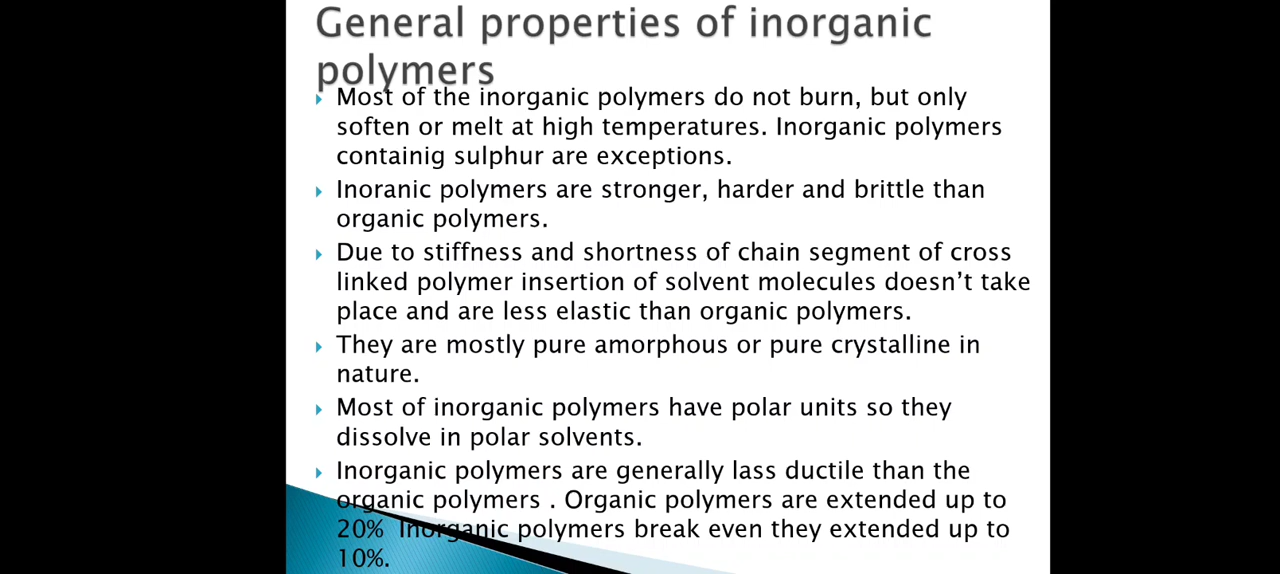 General properties of inorganic
polymers
Most of the inorganic polymers do not burn, but only
soften or melt at high temperatures. Inorganic polymers
containig sulphur are exceptions.
Inoranic polymers are stronger, harder and brittle than
organic polymers.
Due to stiffness and shortness of chain segment of cross
linked polymer insertion of solvent molecules doesn’t take
place and are less elastic than organic polymers.
They are mostly pure amorphous or pure crystalline in
nature.
Most of inorganic polymers have polar units so they
dissolve in polar solvents.
Inorganic polymers are generally lass ductile than the
organic polymers . Organic polymers are extended up to
20%  Inorganic polymers break even they extended up to
10%.